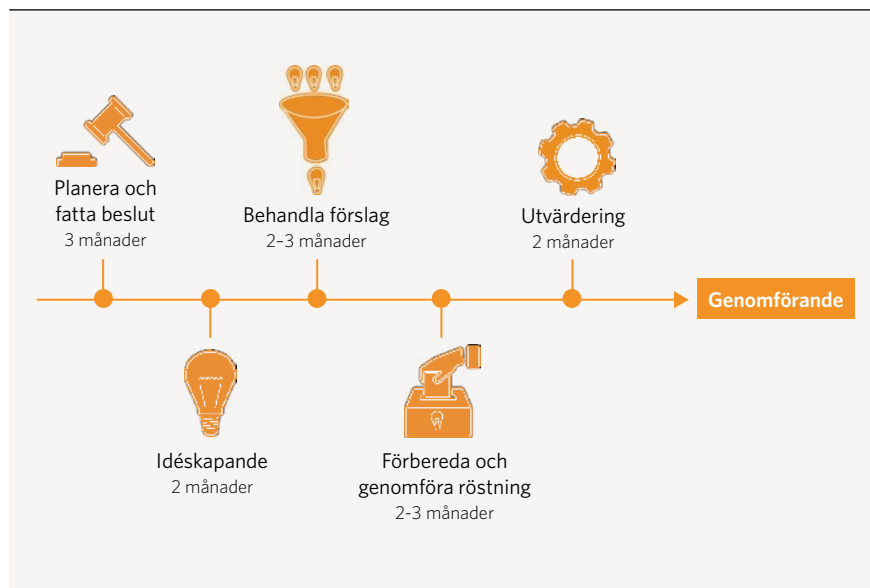 Planera och
fatta beslut
3 månader
Idéskapande
2 månader
Behandla förslag
2–3 månader
Förbereda och
genomföra röstning
2-3 månader
Utvärdering
2 månader
Genomförande